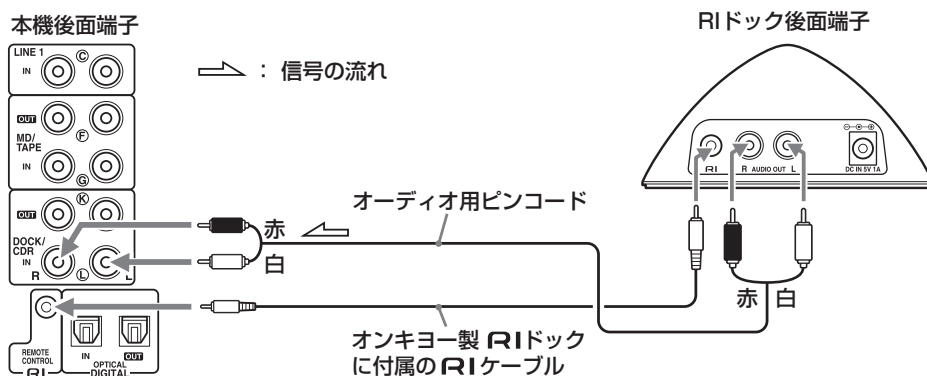 本機後面端子
LINE 1
IN
C
OUT
MD/
TAPE
F
IN
G
OUT
K
DOCK/
CDR
IN
R
L
L
REMOTE
CONTROL
RI
IN
OUT
OPTICAL
DIGITAL
: 信号の流れ
赤
白
オーディオ用ピンコード
オンキヨー製 RIドック
に付属のRIケーブル
RIドック後面端子
RI
R AUDIO OUT L
DC IN 5V 1A
赤 白